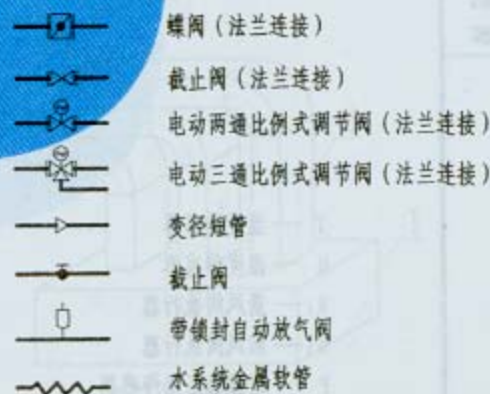 蝶阀（法兰连接）
截止阀（法兰连接）
电动两通比例式调节阀（法兰连接）
电动三通比例式调节阀（法兰连接）
变径短管
截止阀
带锁封自动放气阀
水系统金属软管